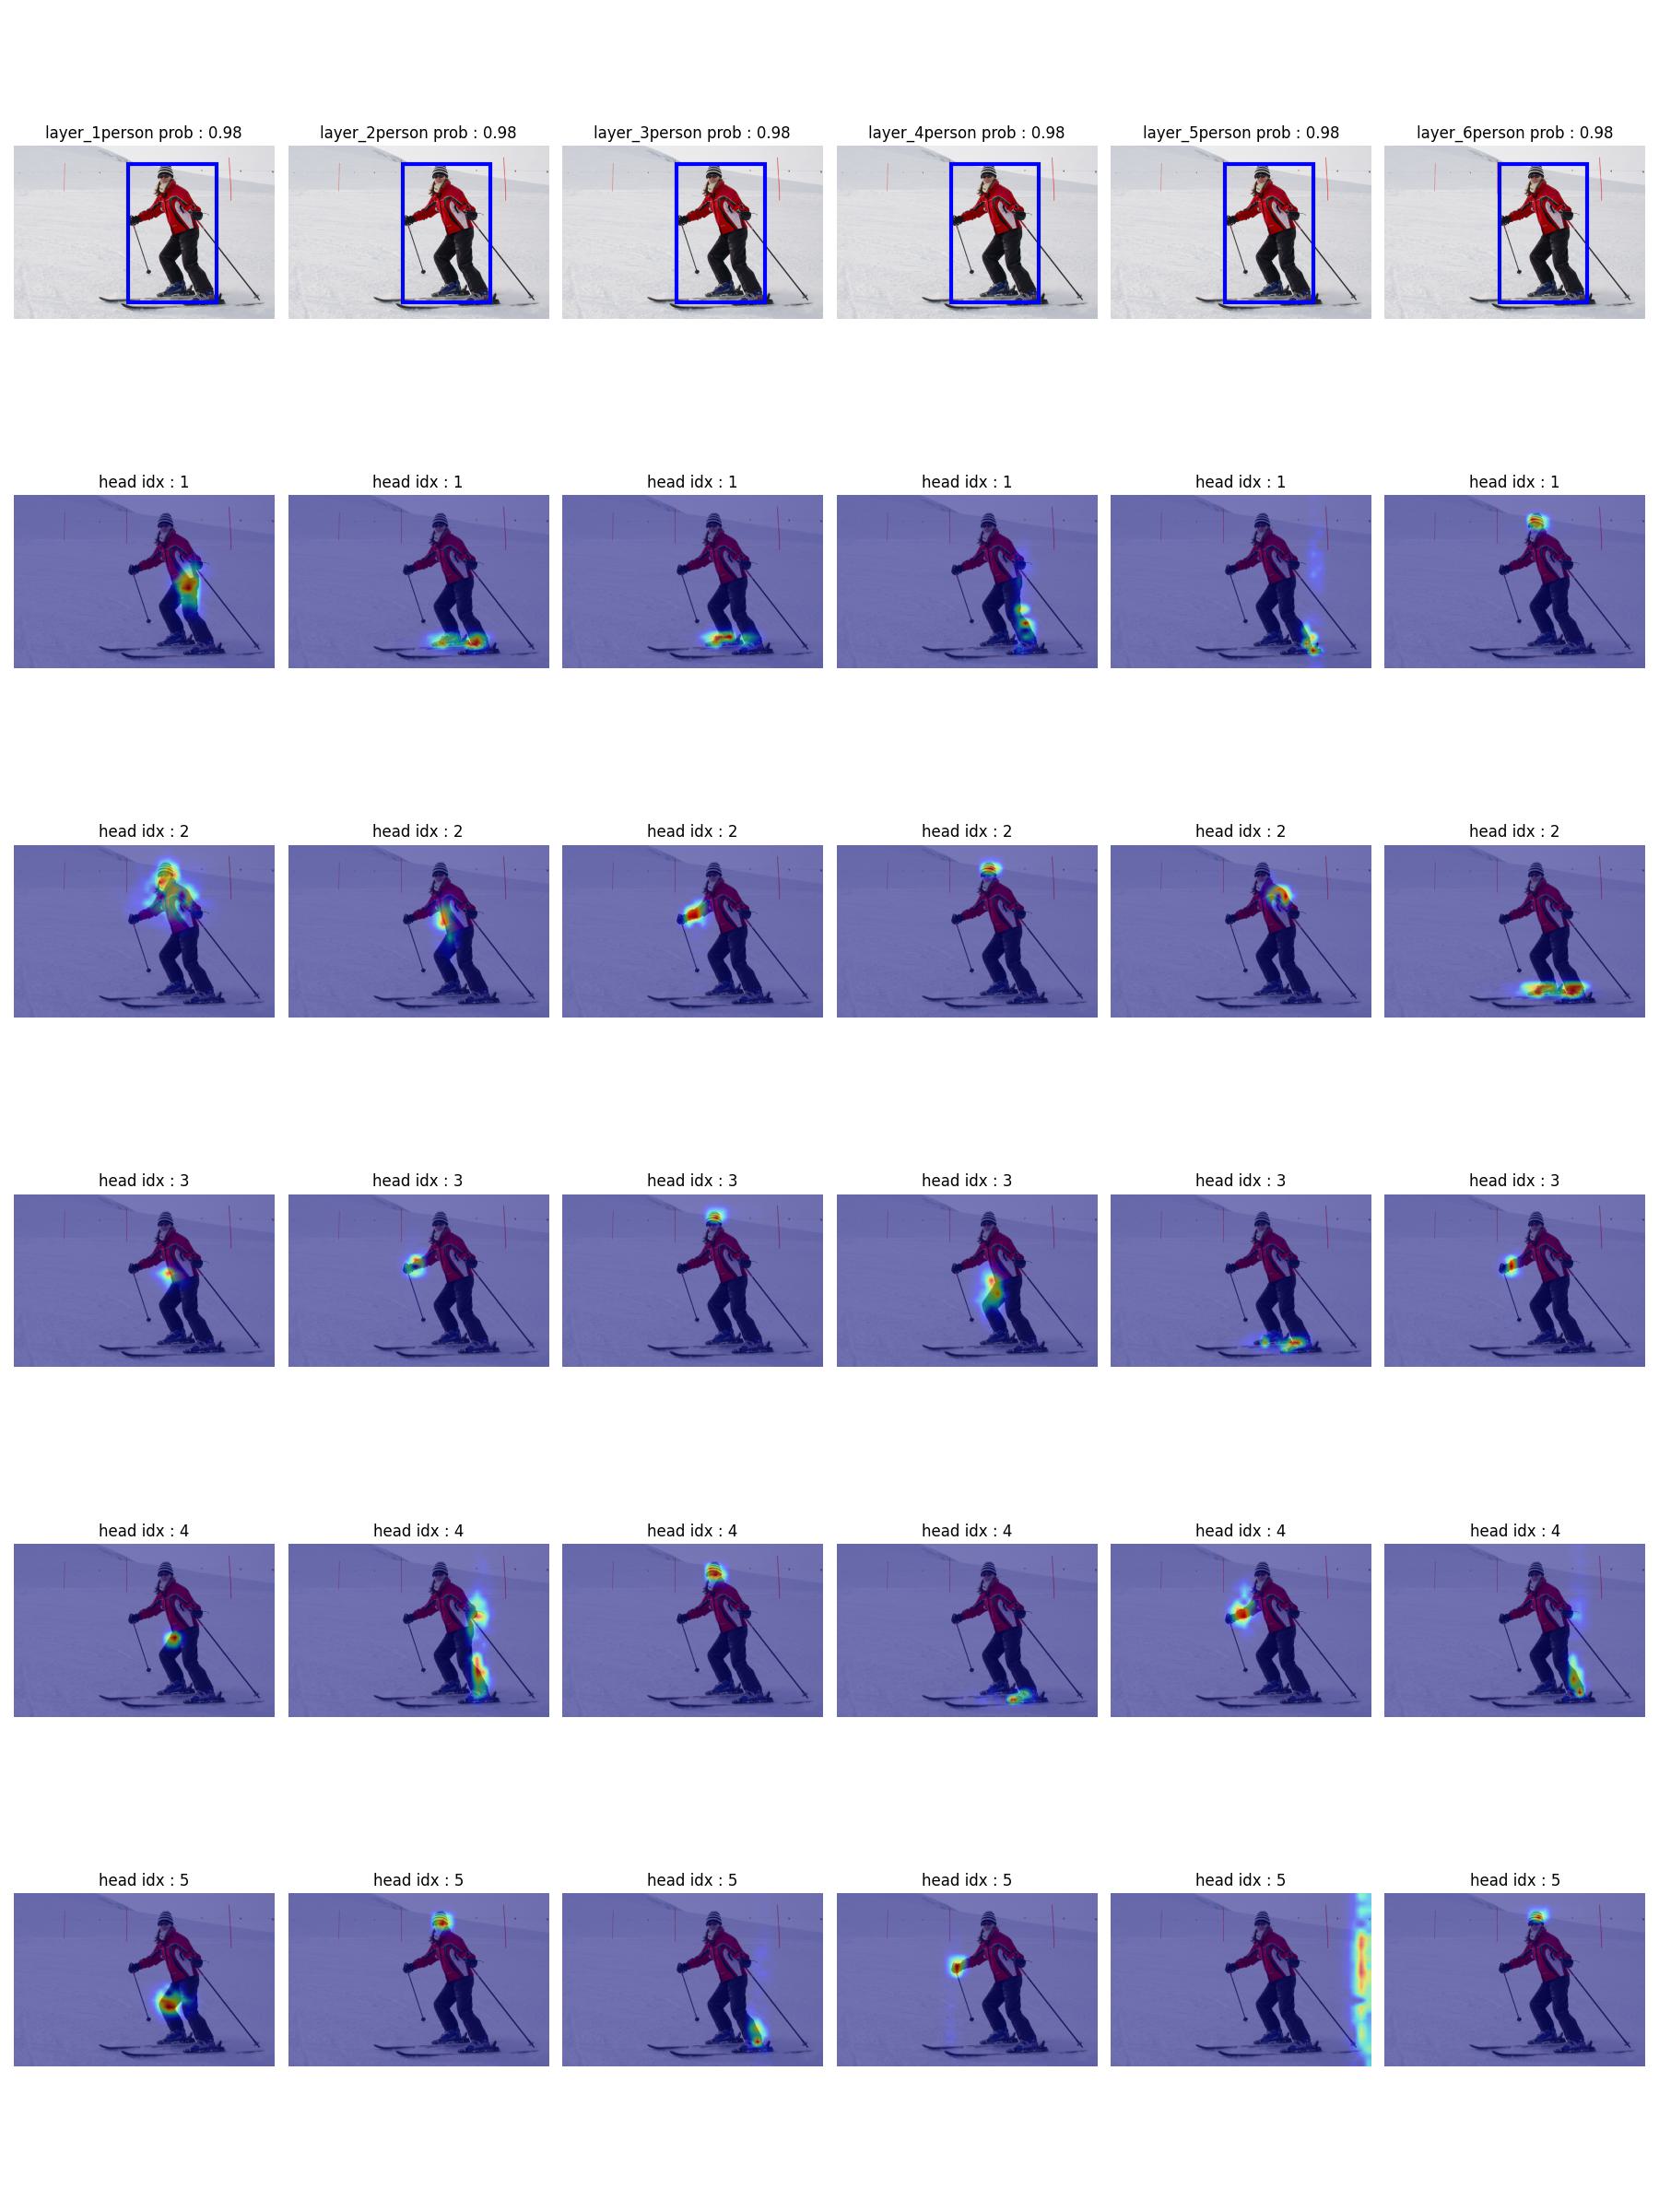 layer_1person prob : 0.98 layer_2person prob : 0.98 layer_3person prob : 0.98 layer_4person prob : 0.98 layer_5person prob : 0.98 layer_6person prob : 0.98
head idx : 1 head idx : 1 head idx : 1 head idx : 1 head idx : 1 head idx : 1
head idx : 2 head idx : 2 head idx : 2 head idx : 2 head idx : 2 head idx : 2
head idx : 3 head idx : 3 head idx : 3 head idx : 3 head idx : 3 head idx : 3
head idx : 4 head idx : 4 head idx : 4 head idx : 4 head idx : 4 head idx : 4
head idx : 5 head idx : 5 head idx : 5 head idx : 5 head idx : 5 head idx : 5